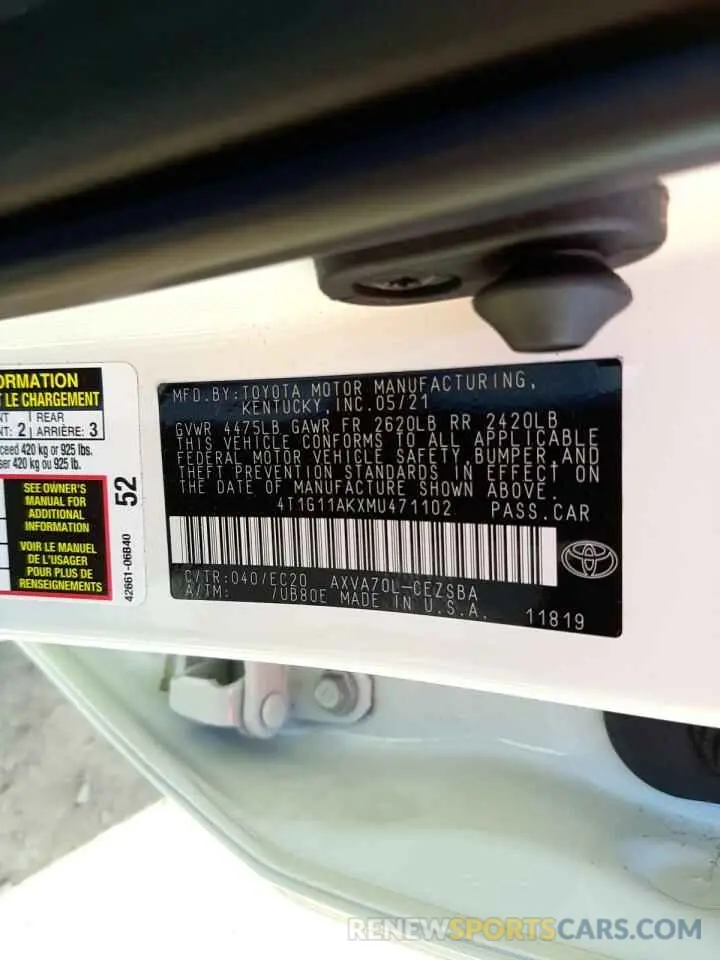 ORMATION
T LE CHARGEMENT
NT
REAR
NT: 2
ARRIÈRE: 3
ceed 420 kg or 925 lbs.
ser 420 kg ou 925 lb.
SEE OWNER'S
MANUAL FOR
ADDITIONAL
INFORMATION
VOIR LE MANUEL
DE L'USAGER
POUR PLUS DE
RENSEIGNEMENTS
42661-06B40
52
MFD. BY: TOYOTA MOTOR MANUFACTURING,
KENTUCKY, INC. 05/21
GVWR 4475LB GAWR FR 2620LB RR 2420LB
THIS VEHICLE CONFORMS TO ALL APPLICABLE
FEDERAL MOTOR VEHICLE SAFETY, BUMPER, AND
THEFT PREVENTION STANDARDS IN EFFECT ON
THE DATE OF MANUFACTURE SHOWN ABOVE.
4T1G11AKXMU471102 PASS.CAR
C/TR: 040/EC20 AXVA70L-CEZSBA
A/TM: /UB80E MADE IN U.S.A. 11819
RENEWSPORTSCARS.COM